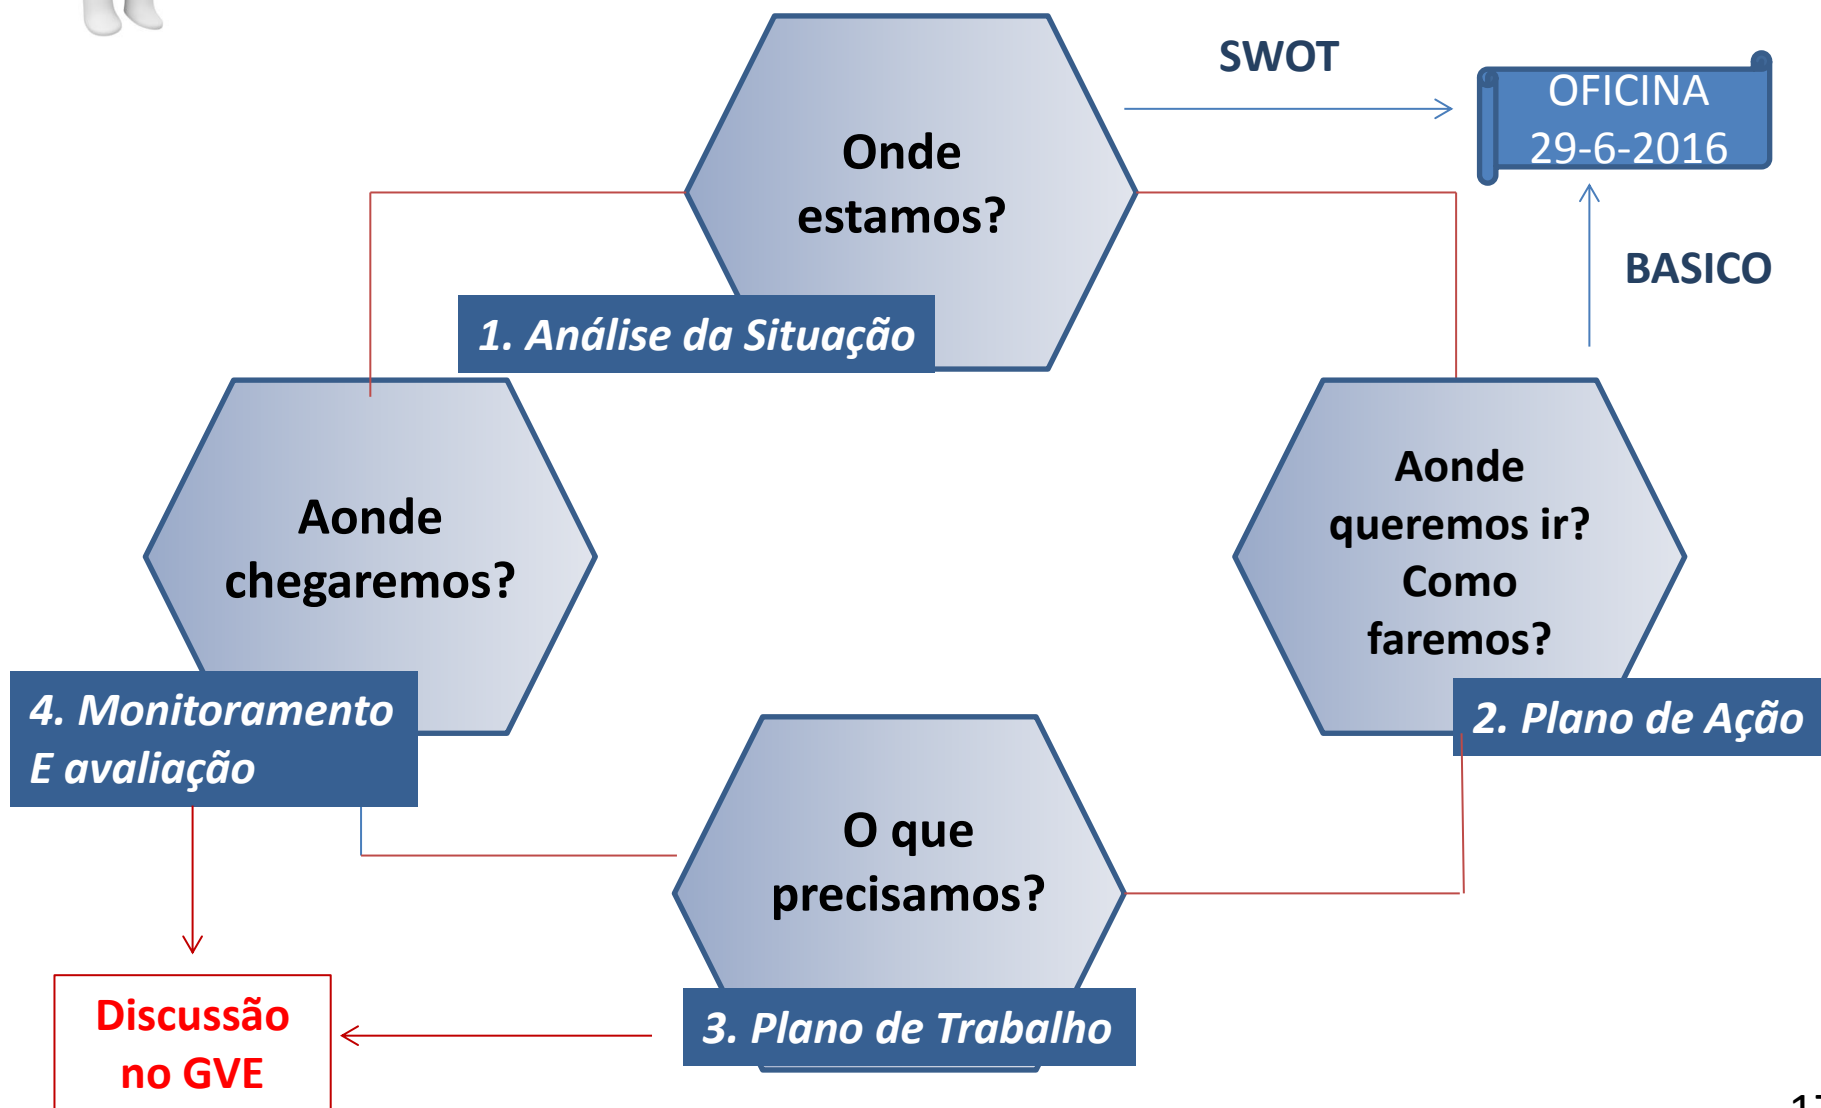 SWOT
OFICINA
29-6-2016
Onde
estamos?
BASICO
1. Análise da Situação
Aonde
queremos ir?
Como
faremos?
Aonde
chegaremos?
2. Plano de Ação
4. Monitoramento
E avaliação
O que
precisamos?
3. Plano de Trabalho
Discussão
no GVE